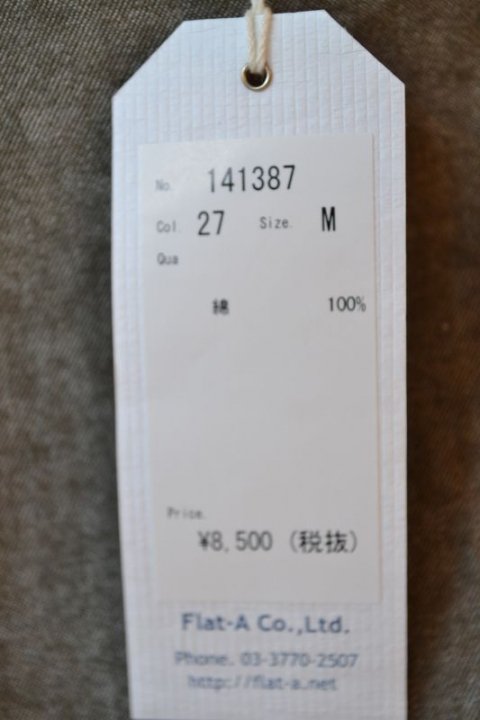 No. 141387
Col. 27 Size. M
Qua
綿 100%
Price.
¥8,500 (税抜)
Flat-A Co.,Ltd.
Phone. 03-3770-2507
http://flat-a.net